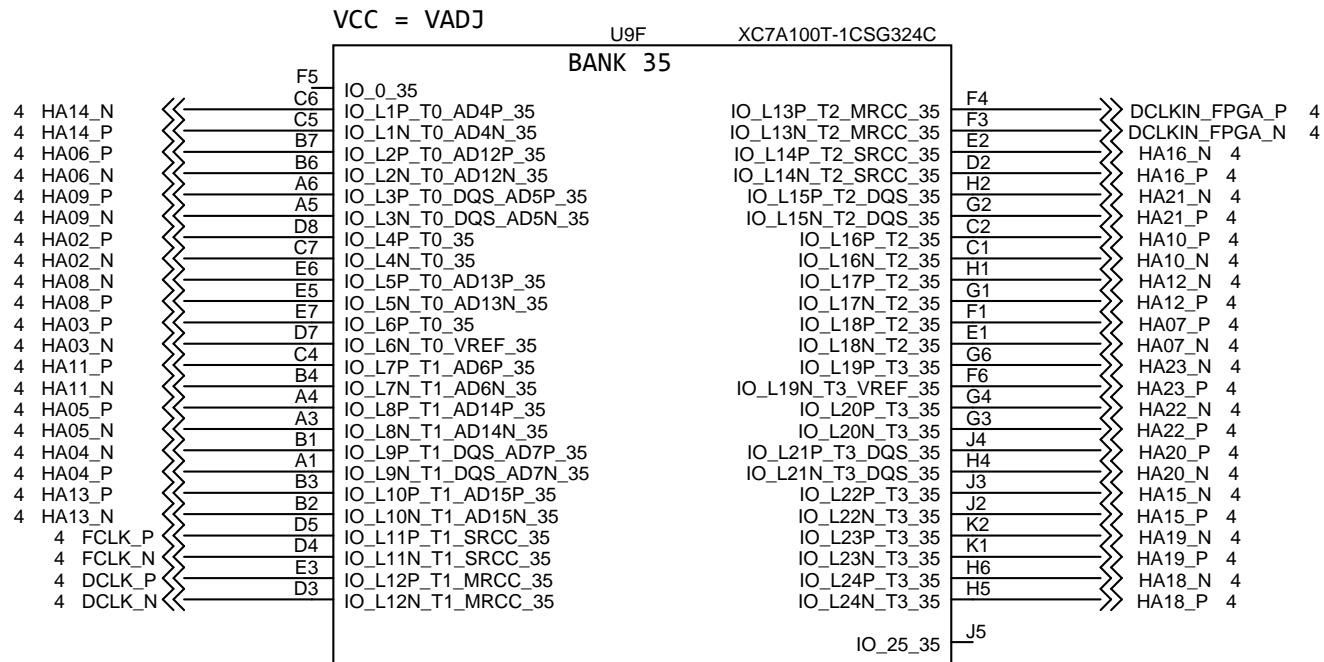 VCC = VADJ
U9F XC7A100T-1CSG324C
BANK 35
F5 IO_0_35
4 HA14_N C6 IO_L1P_T0_AD4P_35 IO_L13P_T2_MRCC_35 F4 DCLKIN_FPGA_P 4
4 HA14_P C5 IO_L1N_T0_AD4N_35 IO_L13N_T2_MRCC_35 F3 DCLKIN_FPGA_N 4
4 HA06_P B7 IO_L2P_T0_AD12P_35 IO_L14P_T2_SRCC_35 E2 HA16_N 4
4 HA06_N B6 IO_L2N_T0_AD12N_35 IO_L14N_T2_SRCC_35 D2 HA16_P 4
4 HA09_P A6 IO_L3P_T0_DQS_AD5P_35 IO_L15P_T2_DQS_35 H2 HA21_N 4
4 HA09_N A5 IO_L3N_T0_DQS_AD5N_35 IO_L15N_T2_DQS_35 G2 HA21_P 4
4 HA02_P D8 IO_L4P_T0_35 IO_L16P_T2_35 C2 HA10_P 4
4 HA02_N C7 IO_L4N_T0_35 IO_L16N_T2_35 C1 HA10_N 4
4 HA08_N E6 IO_L5P_T0_AD13P_35 IO_L17P_T2_35 H1 HA12_N 4
4 HA08_P E5 IO_L5N_T0_AD13N_35 IO_L17N_T2_35 G1 HA12_P 4
4 HA03_P E7 IO_L6P_T0_35 IO_L18P_T2_35 F1 HA07_P 4
4 HA03_N D7 IO_L6N_T0_VREF_35 IO_L18N_T2_35 E1 HA07_N 4
4 HA11_P C4 IO_L7P_T1_AD6P_35 IO_L19P_T3_35 G6 HA23_N 4
4 HA11_N B4 IO_L7N_T1_AD6N_35 IO_L19N_T3_VREF_35 F6 HA23_P 4
4 HA05_P A4 IO_L8P_T1_AD14P_35 IO_L20P_T3_35 G4 HA22_N 4
4 HA05_N A3 IO_L8N_T1_AD14N_35 IO_L20N_T3_35 G3 HA22_P 4
4 HA04_N B1 IO_L9P_T1_DQS_AD7P_35 IO_L21P_T3_DQS_35 J4 HA20_P 4
4 HA04_P A1 IO_L9N_T1_DQS_AD7N_35 IO_L21N_T3_DQS_35 H4 HA20_N 4
4 HA13_P B3 IO_L10P_T1_AD15P_35 IO_L22P_T3_35 J3 HA15_N 4
4 HA13_N B2 IO_L10N_T1_AD15N_35 IO_L22N_T3_35 J2 HA15_P 4
4 FCLK_P D5 IO_L11P_T1_SRCC_35 IO_L23P_T3_35 K2 HA19_N 4
4 FCLK_N D4 IO_L11N_T1_SRCC_35 IO_L23N_T3_35 K1 HA19_P 4
4 DCLK_P E3 IO_L12P_T1_MRCC_35 IO_L24P_T3_35 H6 HA18_N 4
4 DCLK_N D3 IO_L12N_T1_MRCC_35 IO_L24N_T3_35 H5 HA18_P 4
IO_25_35 J5